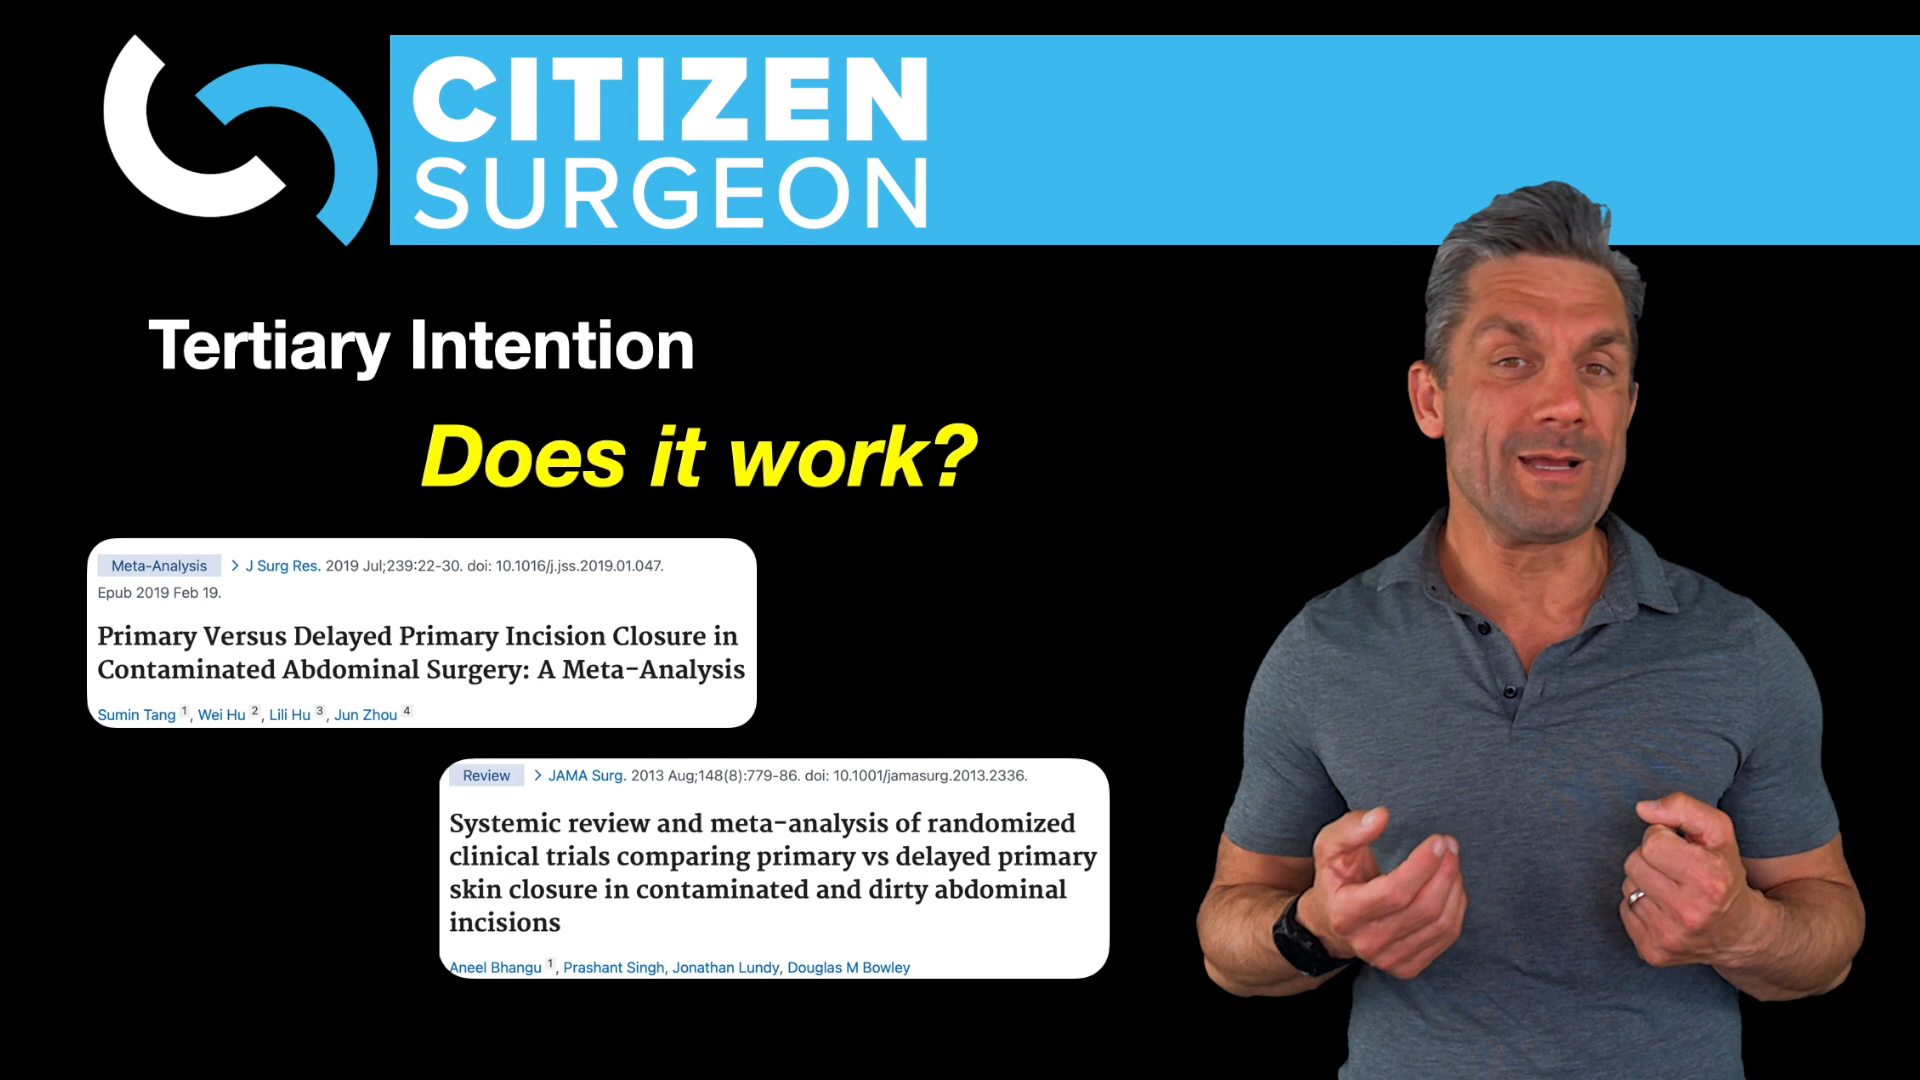 CITIZEN
SURGEON
Tertiary Intention
Does it work?
Meta-Analysis > J Surg Res. 2019 Jul;239:22-30. doi: 10.1016/j.jss.2019.01.047.
Epub 2019 Feb 19.
Primary Versus Delayed Primary Incision Closure in
Contaminated Abdominal Surgery: A Meta-Analysis
Sumin Tang 1, Wei Hu 2, Lili Hu 3, Jun Zhou 4
Review > JAMA Surg. 2013 Aug;148(8):779-86. doi: 10.1001/jamasurg.2013.2336.
Systemic review and meta-analysis of randomized
clinical trials comparing primary vs delayed primary
skin closure in contaminated and dirty abdominal
incisions
Aneel Bhangu 1, Prashant Singh, Jonathan Lundy, Douglas M Bowley